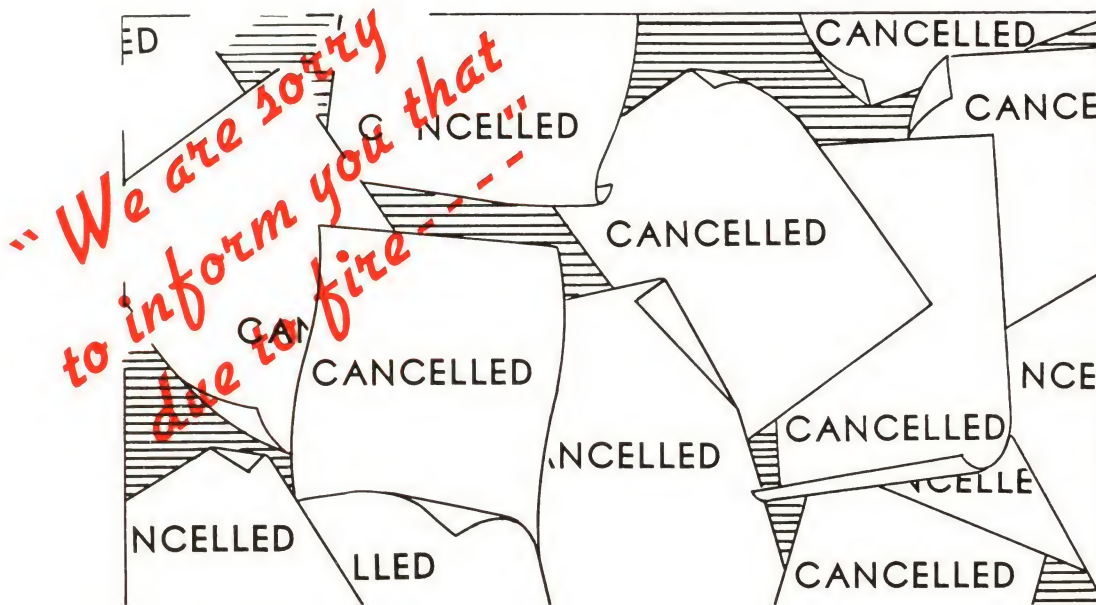 "We are sorry
to inform you that
due to fire - - - - "
ED
CANCELLED
CANCE
C NCELLED
CANCELLED
CAN
CANCELLED
NCE
CANCELLED
NCELLED
NCELLE
NCELLED
LLED
CANCELLED